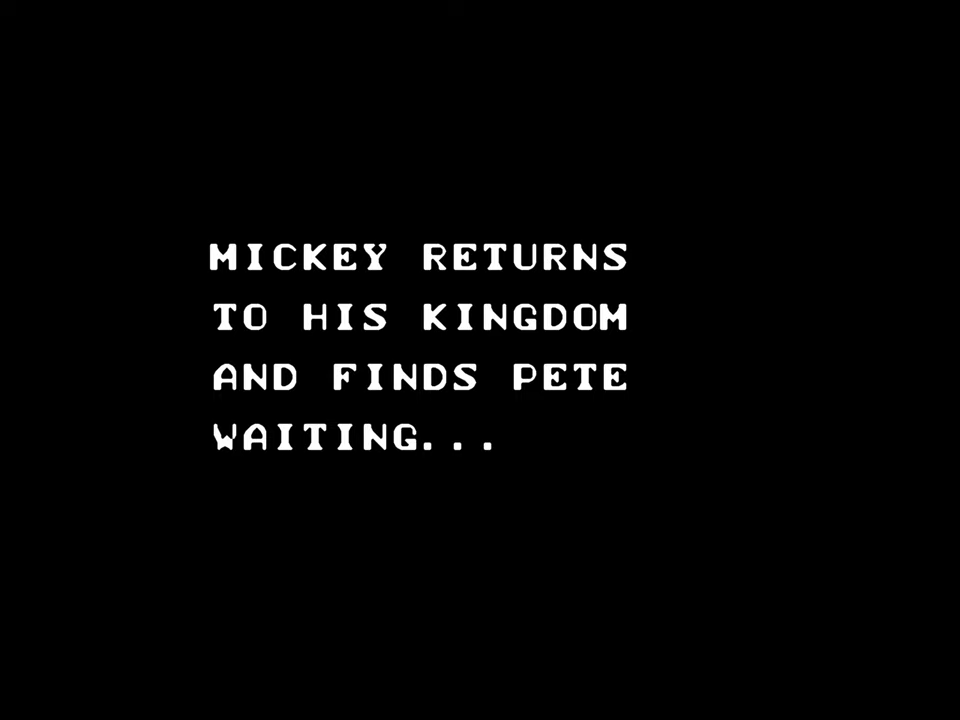 MICKEY RETURNS
TO HIS KINGDOM
AND FINDS PETE
WAITING...